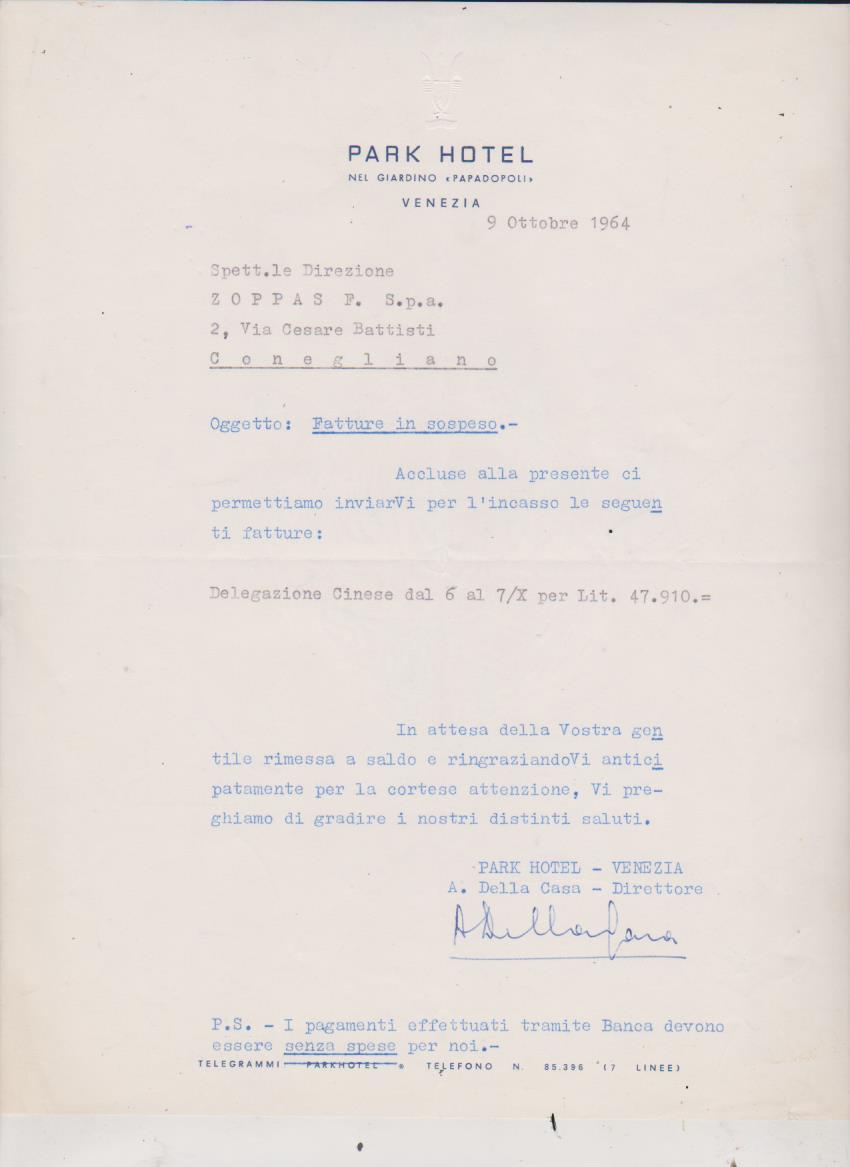 PARK HOTEL
NEL GIARDINO «PAPADOPOLI»
VENEZIA
9 Ottobre 1964
Spett.le Direzione
Z O P P A S F. S.p.a.
2, Via Cesare Battisti
C o n e g l i a n o
Oggetto: Fatture in sospeso.-
Accluse alla presente ci
permettiamo inviarVi per l'incasso le seguen
ti fatture:
Delegazione Cinese dal 6 al 7/X per Lit. 47.910.=
In attesa della Vostra gen
tile rimessa a saldo e ringraziandoVi antici
patamente per la cortese attenzione, Vi pre-
ghiamo di gradire i nostri distinti saluti.
PARK HOTEL - VENEZIA
A. Della Casa - Direttore
A Della Casa
P.S. - I pagamenti effettuati tramite Banca devono
essere senza spese per noi.-
TELEGRAMMI PARKHOTEL * TELEFONO N. 85.396 (7 LINEE)